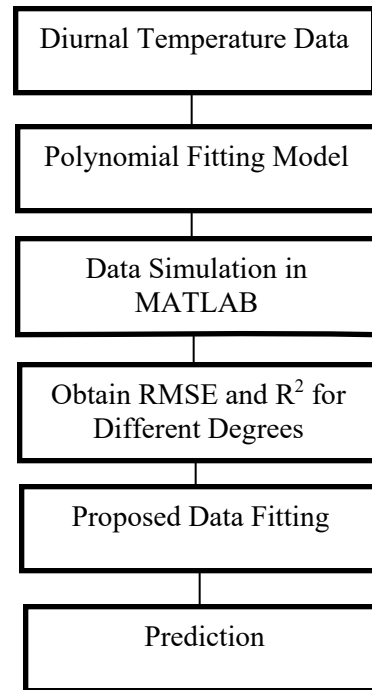 Diurnal Temperature Data
Polynomial Fitting Model
Data Simulation in
MATLAB
Obtain RMSE and R² for
Different Degrees
Proposed Data Fitting
Prediction